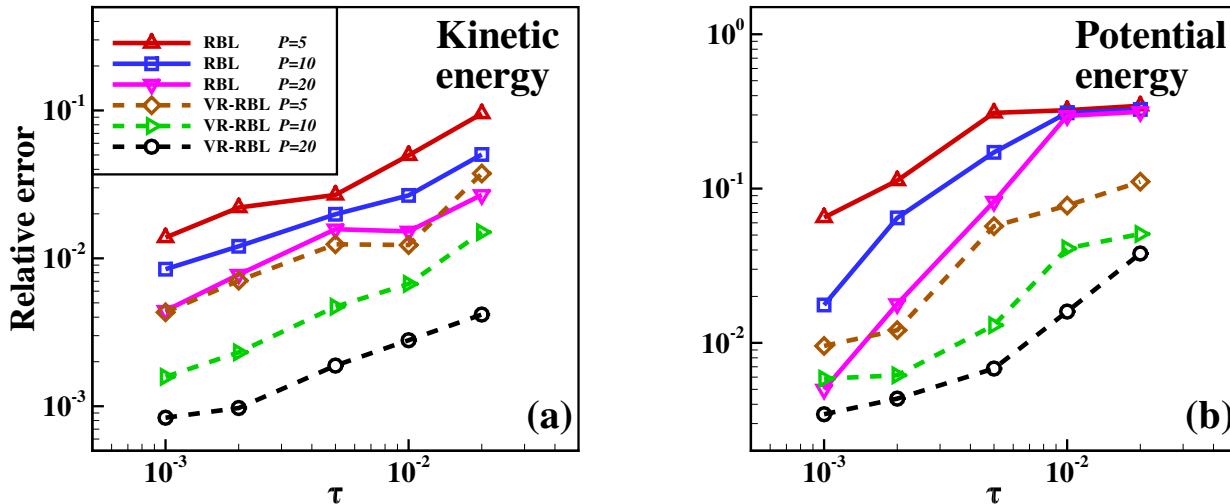 Kinetic
energy
RBL P=5
RBL P=10
RBL P=20
VR-RBL P=5
VR-RBL P=10
VR-RBL P=20
Relative error
10-1
10-2
10-3
10-3
10-2
τ
(a)
Potential
energy
100
10-1
10-2
10-3
10-2
τ
(b)